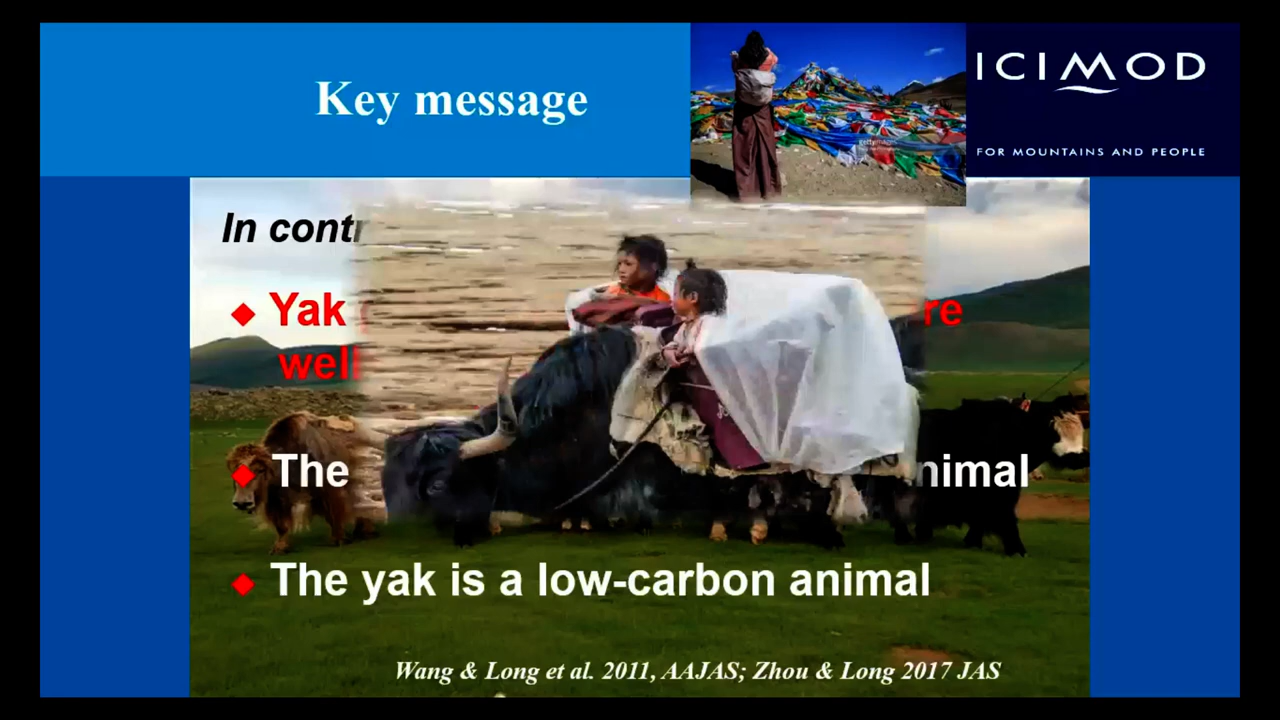 Key message
ICIMOD
FOR MOUNTAINS AND PEOPLE
gettyimages
In contr
Yak re
well
The nimal
The yak is a low-carbon animal
Wang & Long et al. 2011, AAJAS; Zhou & Long 2017 JAS